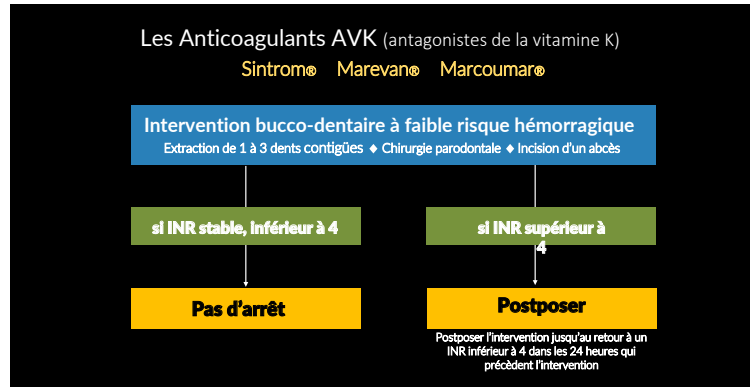 Les Anticoagulants AVK (antagonistes de la vitamine K)
Sintrom® Marevan® Marcoumar®
Intervention bucco-dentaire à faible risque hémorragique
Extraction de 1 à 3 dents contigües ♦ Chirurgie parodontale ♦ Incision d'un abcès
si INR stable, inférieur à 4
si INR supérieur à
4
Pas d'arrêt
Postposer
Postposer l'intervention jusqu'au retour à un
INR inférieur à 4 dans les 24 heures qui
précèdent l'intervention